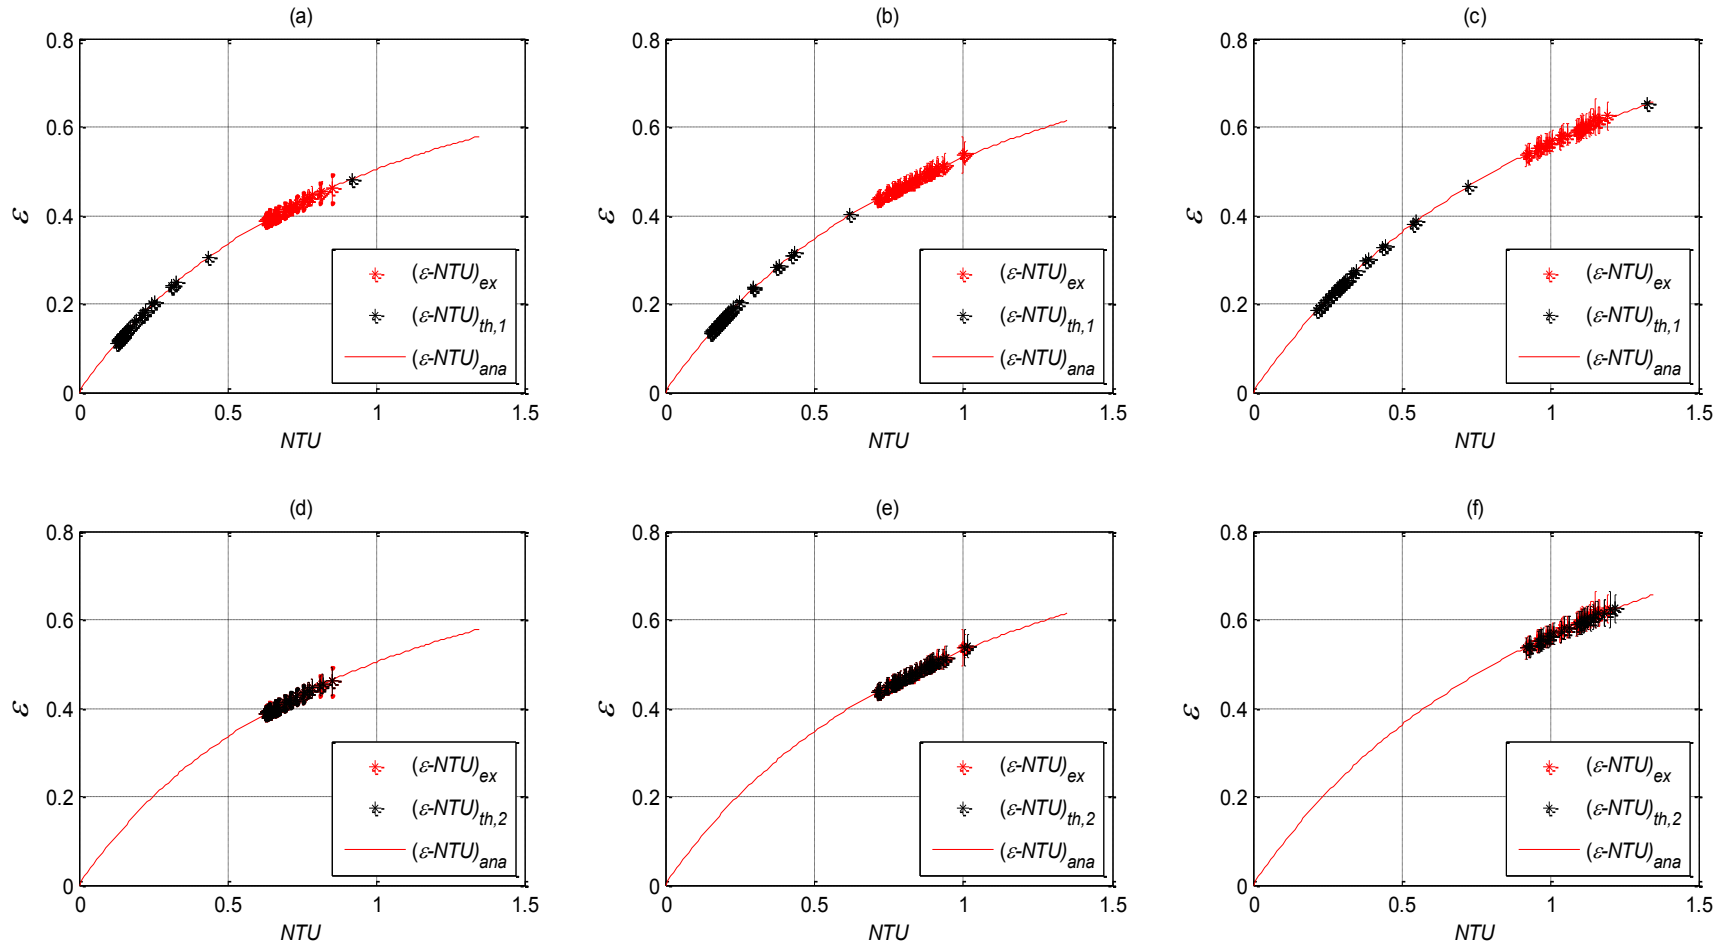 (a)
0.8
0.6
0.4
0.2
0
ε
0 0.5 1 1.5
NTU
(ε-NTU)ex
(ε-NTU)th,1
(ε-NTU)ana
(b)
0.8
0.6
0.4
0.2
0
ε
0 0.5 1 1.5
NTU
(ε-NTU)ex
(ε-NTU)th,1
(ε-NTU)ana
(c)
0.8
0.6
0.4
0.2
0
ε
0 0.5 1 1.5
NTU
(ε-NTU)ex
(ε-NTU)th,1
(ε-NTU)ana
(d)
0.8
0.6
0.4
0.2
0
ε
0 0.5 1 1.5
NTU
(ε-NTU)ex
(ε-NTU)th,2
(ε-NTU)ana
(e)
0.8
0.6
0.4
0.2
0
ε
0 0.5 1 1.5
NTU
(ε-NTU)ex
(ε-NTU)th,2
(ε-NTU)ana
(f)
0.8
0.6
0.4
0.2
0
ε
0 0.5 1 1.5
NTU
(ε-NTU)ex
(ε-NTU)th,2
(ε-NTU)ana